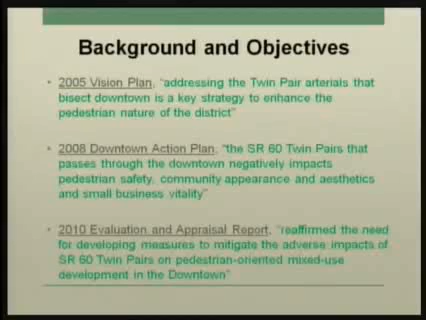 Background and Objectives
• 2005 Vision Plan, “addressing the Twin Pair arterials that
bisect downtown is a key strategy to enhance the
pedestrian nature of the district”
• 2008 Downtown Action Plan, “the SR 60 Twin Pairs that
passes through the downtown negatively impacts
pedestrian safety, community appearance and aesthetics
and small business vitality”
• 2010 Evaluation and Appraisal Report, “reaffirmed the need
for developing measures to mitigate the adverse impacts of
SR 60 Twin Pairs on pedestrian-oriented mixed-use
development in the Downtown”